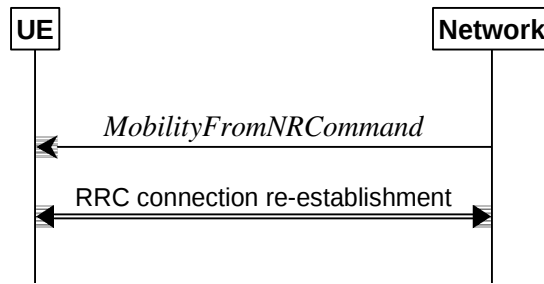 UE Network
MobilityFromNRCommand
RRC connection re-establishment